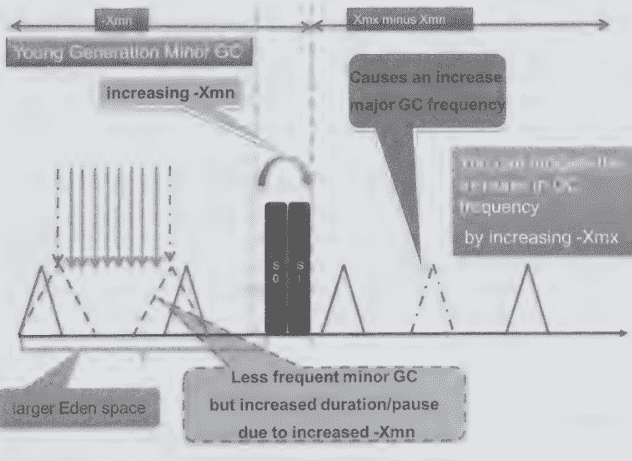 -Xmn
Xmx minus Xmn
Young Generation Minor GC
increasing -Xmn
Causes an increase
major GC frequency
GC
frequency
by increasing -Xmx
S S
0 1
Less frequent minor GC
but increased duration/pause
due to increased -Xmn
larger Eden space